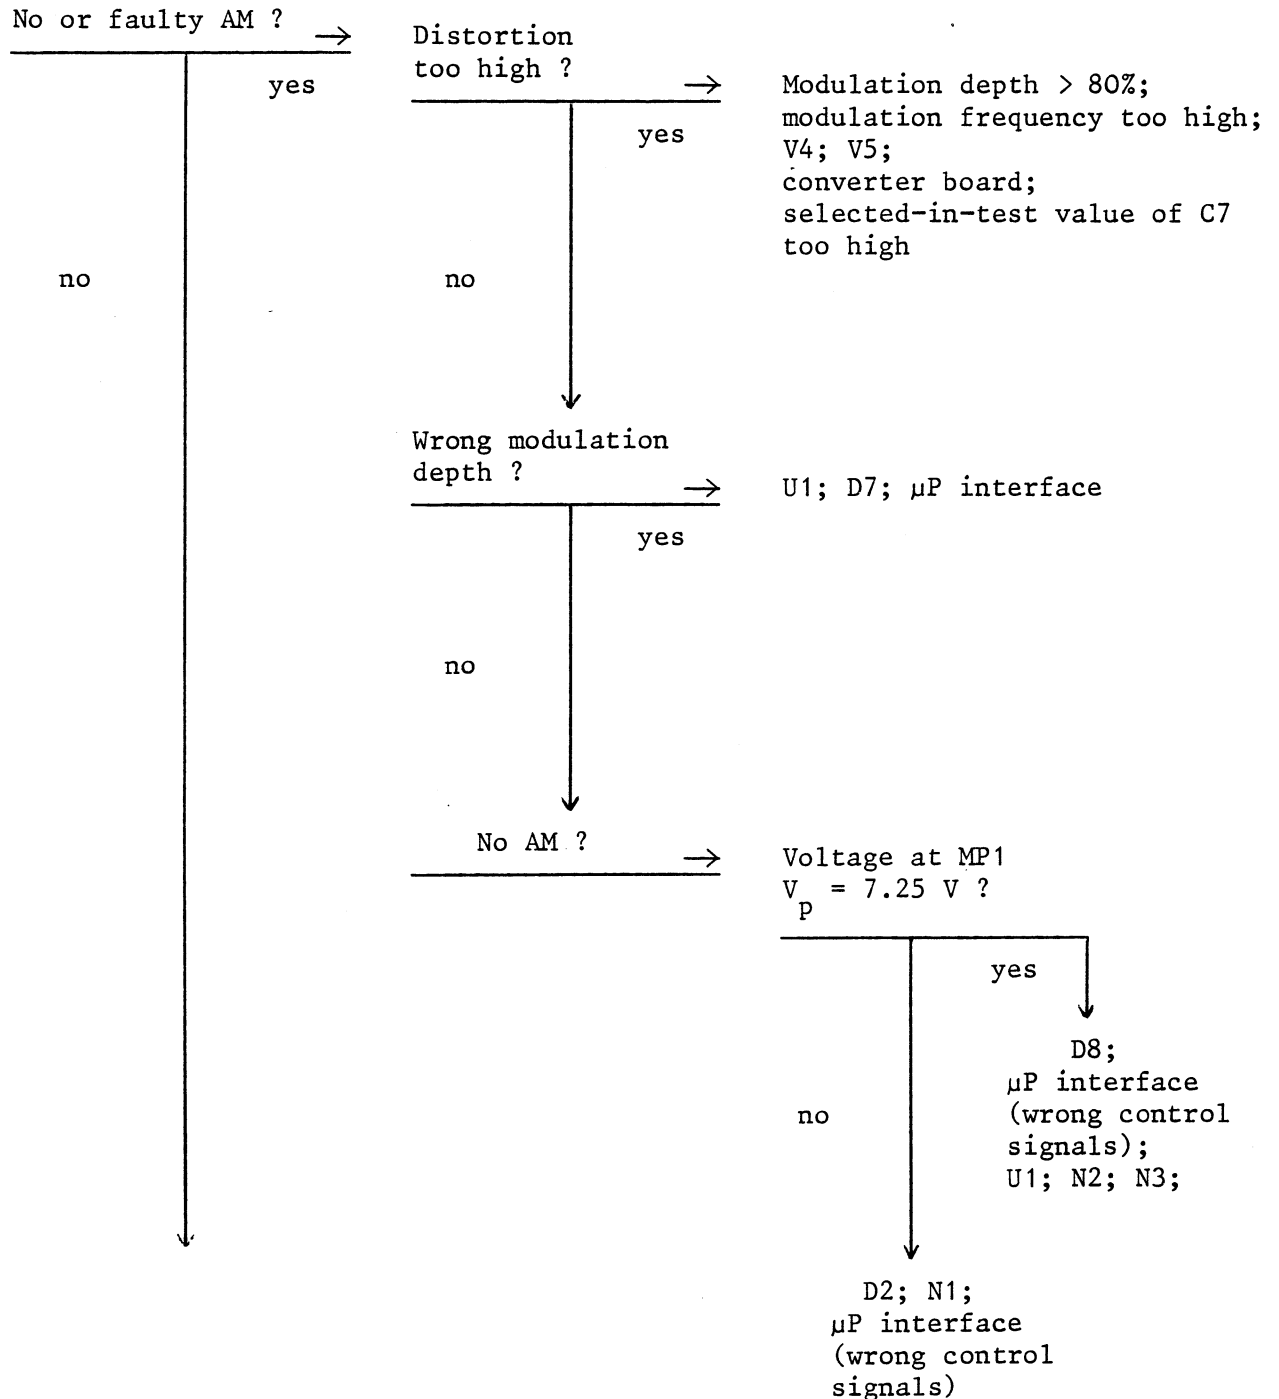 No or faulty AM ?
yes
no
Distortion
too high ?
yes
no
Modulation depth > 80%;
modulation frequency too high;
V4; V5;
converter board;
selected-in-test value of C7
too high
Wrong modulation
depth ?
yes
no
U1; D7; µP interface
No AM ?
Voltage at MP1
Vp = 7.25 V ?
yes
no
D8;
µP interface
(wrong control
signals);
U1; N2; N3;
D2; N1;
µP interface
(wrong control
signals)